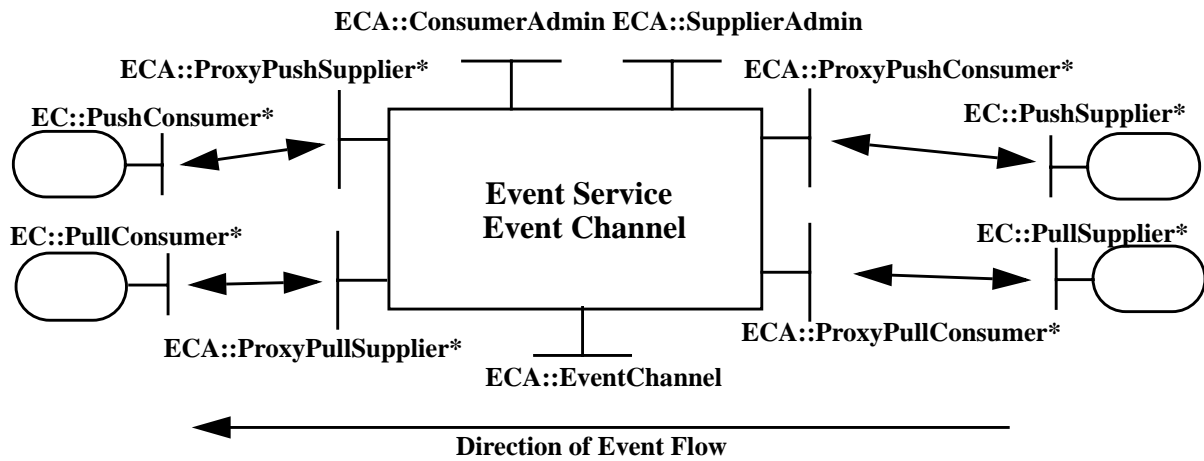 ECA::ConsumerAdmin ECA::SupplierAdmin
ECA::ProxyPushSupplier*
ECA::ProxyPushConsumer*
EC::PushConsumer*
EC::PushSupplier*
Event Service
Event Channel
EC::PullConsumer*
EC::PullSupplier*
ECA::ProxyPullSupplier*
ECA::ProxyPullConsumer*
ECA::EventChannel
Direction of Event Flow